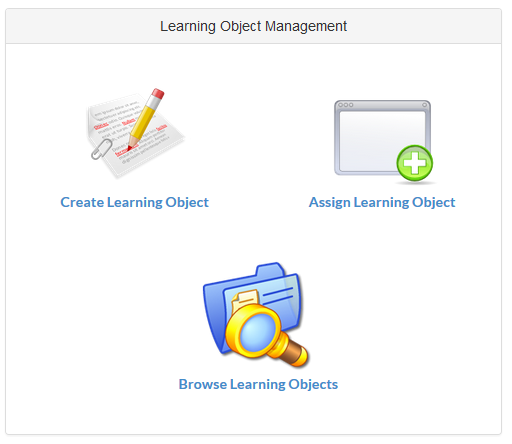 Learning Object Management
Create Learning Object
Assign Learning Object
Browse Learning Objects